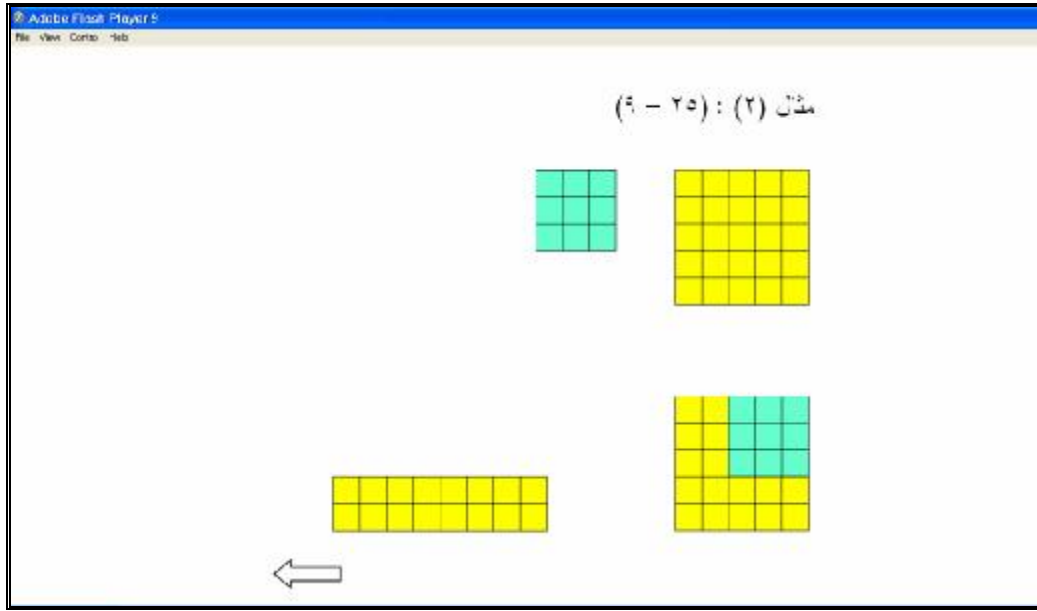 Adobe Flash Player 9
File View Control Help
مثال (٢) : (٢٥ – ٩)